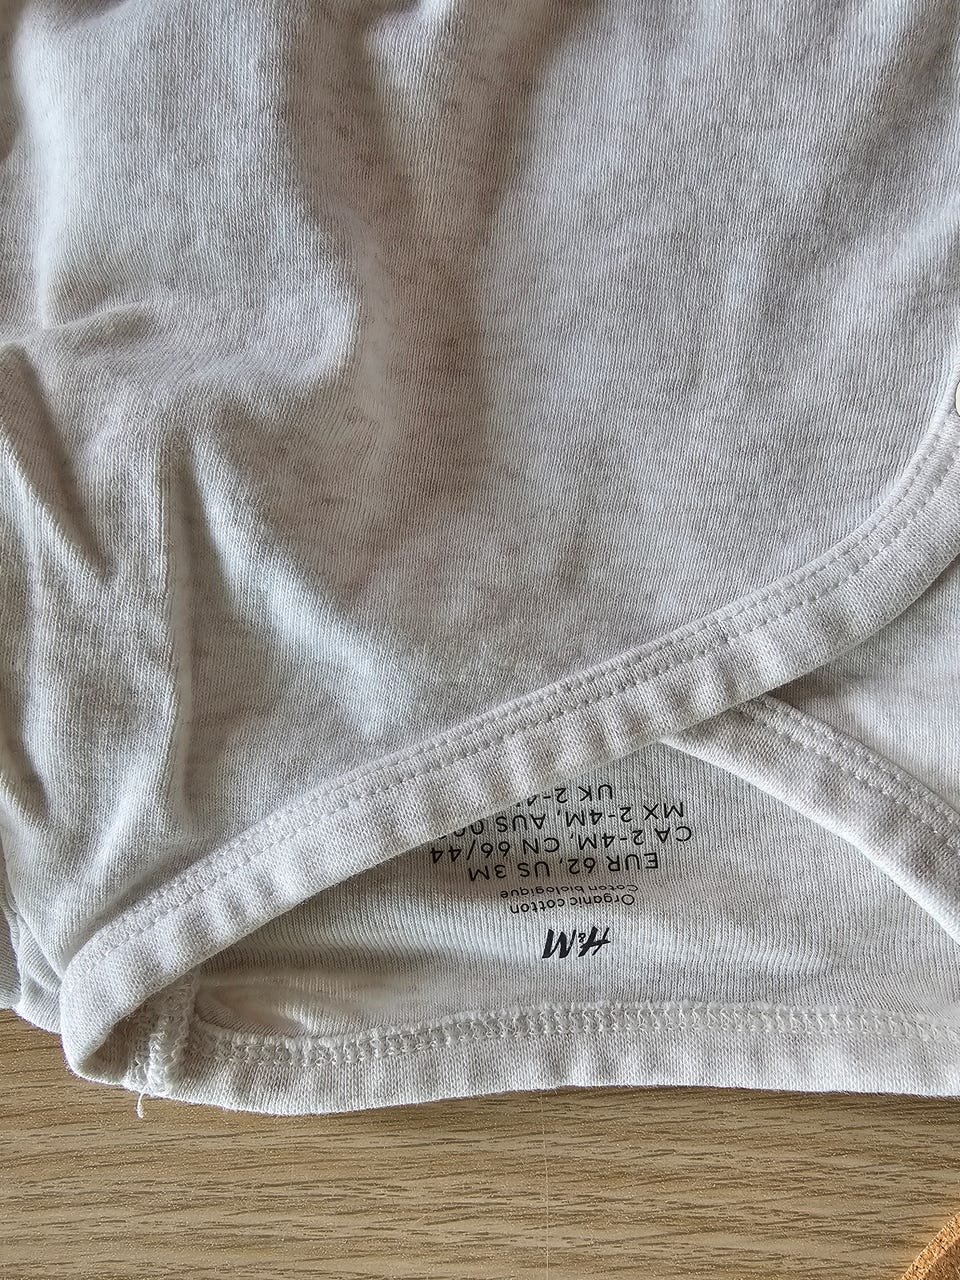 H&M
Organic cotton
Coton biologique
EUR 62, US 3M
CA 2-4M, CN 66/44
MX 2-4M, AUS
UK